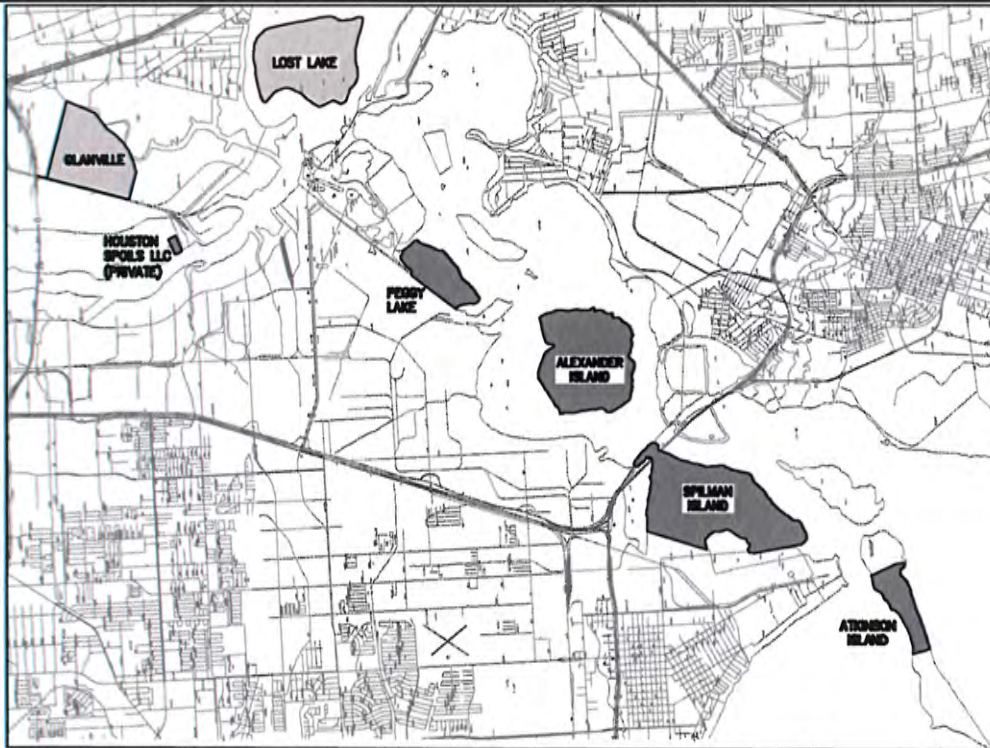 LOST LAKE
GLANVILLE
HOUSTON
SPOILS LLC
(PRIVATE)
PEGGY
LAKE
ALEXANDER
ISLAND
SPILMAN
ISLAND
ATKINSON
ISLAND